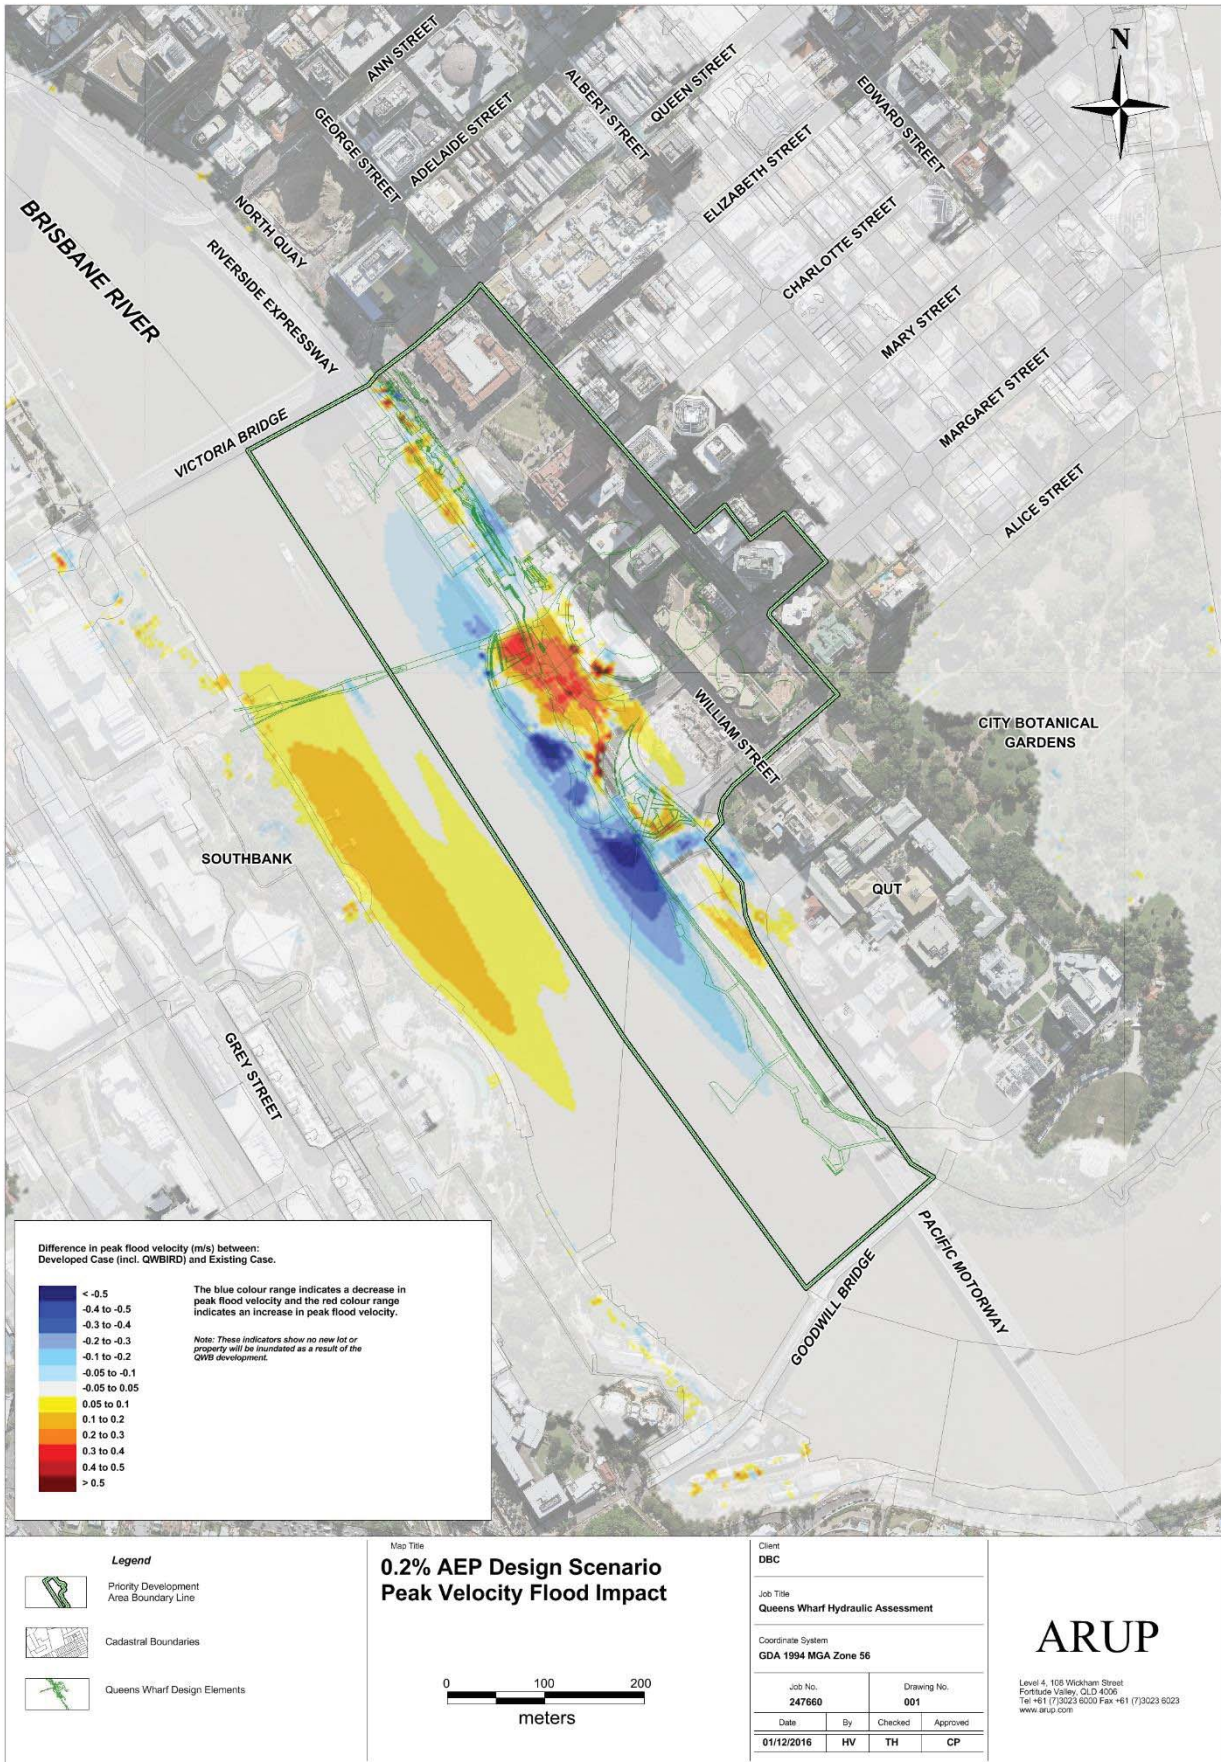 N
ANN STREET
ADELAIDE STREET
GEORGE STREET
ALBERT STREET
QUEEN STREET
EDWARD STREET
ELIZABETH STREET
CHARLOTTE STREET
MARY STREET
MARGARET STREET
ALICE STREET
NORTH QUAY
RIVERSIDE EXPRESSWAY
BRISBANE RIVER
VICTORIA BRIDGE
WILLIAM STREET
CITY BOTANICAL
GARDENS
SOUTHBANK
QUT
GREY STREET
PACIFIC MOTORWAY
GOODWILL BRIDGE
Difference in peak flood velocity (m/s) between:
Developed Case (incl. QWBIRD) and Existing Case.
< -0.5
-0.4 to -0.5
-0.3 to -0.4
-0.2 to -0.3
-0.1 to -0.2
-0.05 to -0.1
-0.05 to 0.05
0.05 to 0.1
0.1 to 0.2
0.2 to 0.3
0.3 to 0.4
0.4 to 0.5
> 0.5
The blue colour range indicates a decrease in
peak flood velocity and the red colour range
indicates an increase in peak flood velocity.
Note: These indicators show no new lot or
property will be inundated as a result of the
QWB development.
Legend
Priority Development
Area Boundary Line
Cadastral Boundaries
Queens Wharf Design Elements
Map Title
0.2% AEP Design Scenario
Peak Velocity Flood Impact
0 100 200
meters
Client
DBC
Job Title
Queens Wharf Hydraulic Assessment
Coordinate System
GDA 1994 MGA Zone 56
Job No. Drawing No.
247660 001
Date By Checked Approved
01/12/2016 HV TH CP
ARUP
Level 4, 108 Wickham Street
Fortitude Valley, QLD 4006
Tel +61 (7)3023 6000 Fax +61 (7)3023 6023
www.arup.com